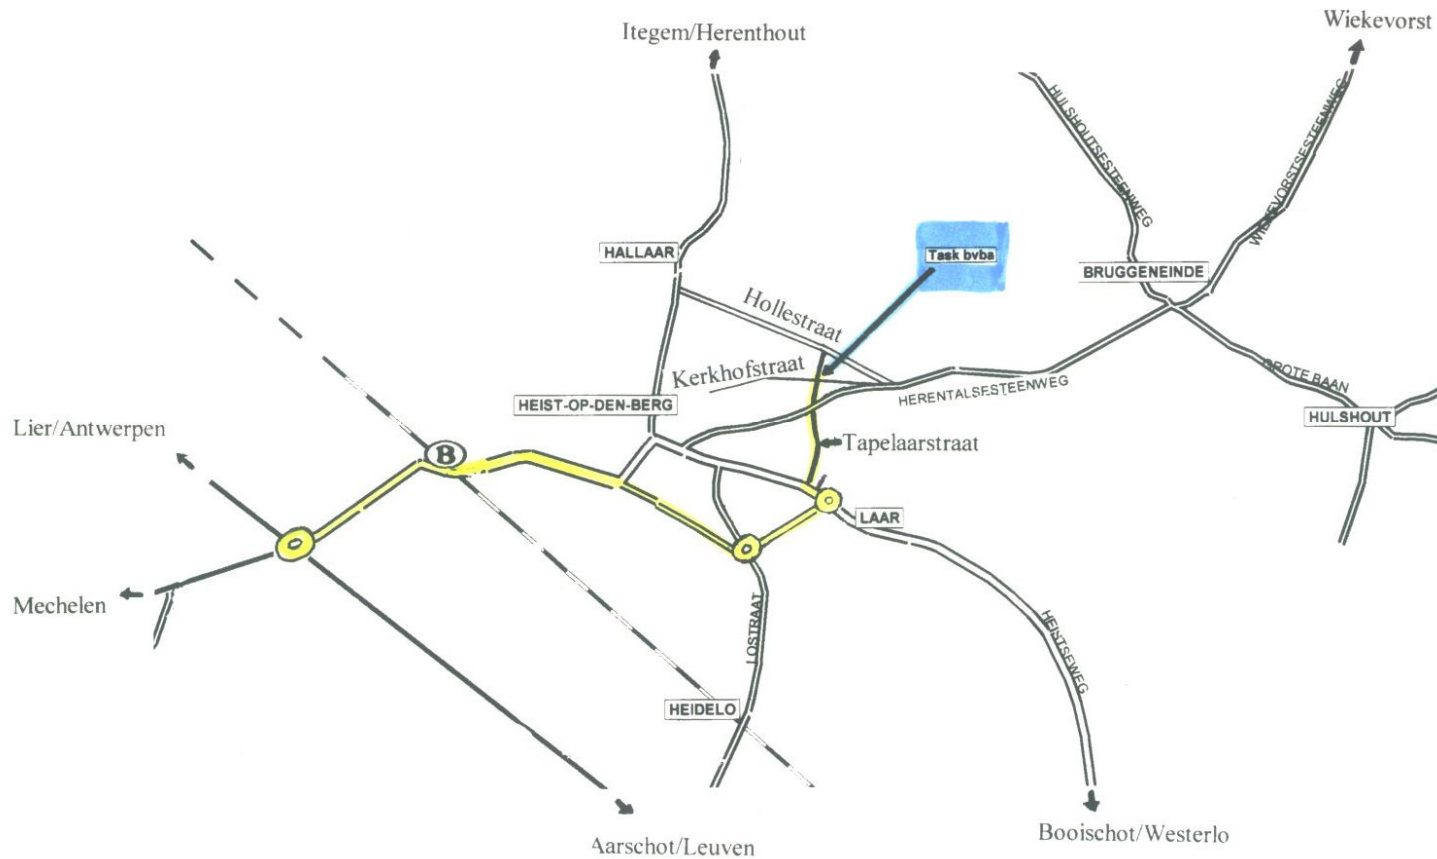 Wiekevorst
Itegem/Herenthout
HULSHOUTSESTEENWEG
WIEKEVORSTSESTEENWEG
HALLAAR
Task bvba
BRUGGENEINDE
Hollestraat
Kerkhofstraat
HERENTALSESTEENWEG
GROTE BAAN
HEIST-OP-DEN-BERG
HULSHOUT
Lier/Antwerpen
Tapelaarstraat
B
LAAR
Mechelen
LOSTRAAT
HEISTSEWEG
HEIDELO
Booischot/Westerlo
Aarschot/Leuven